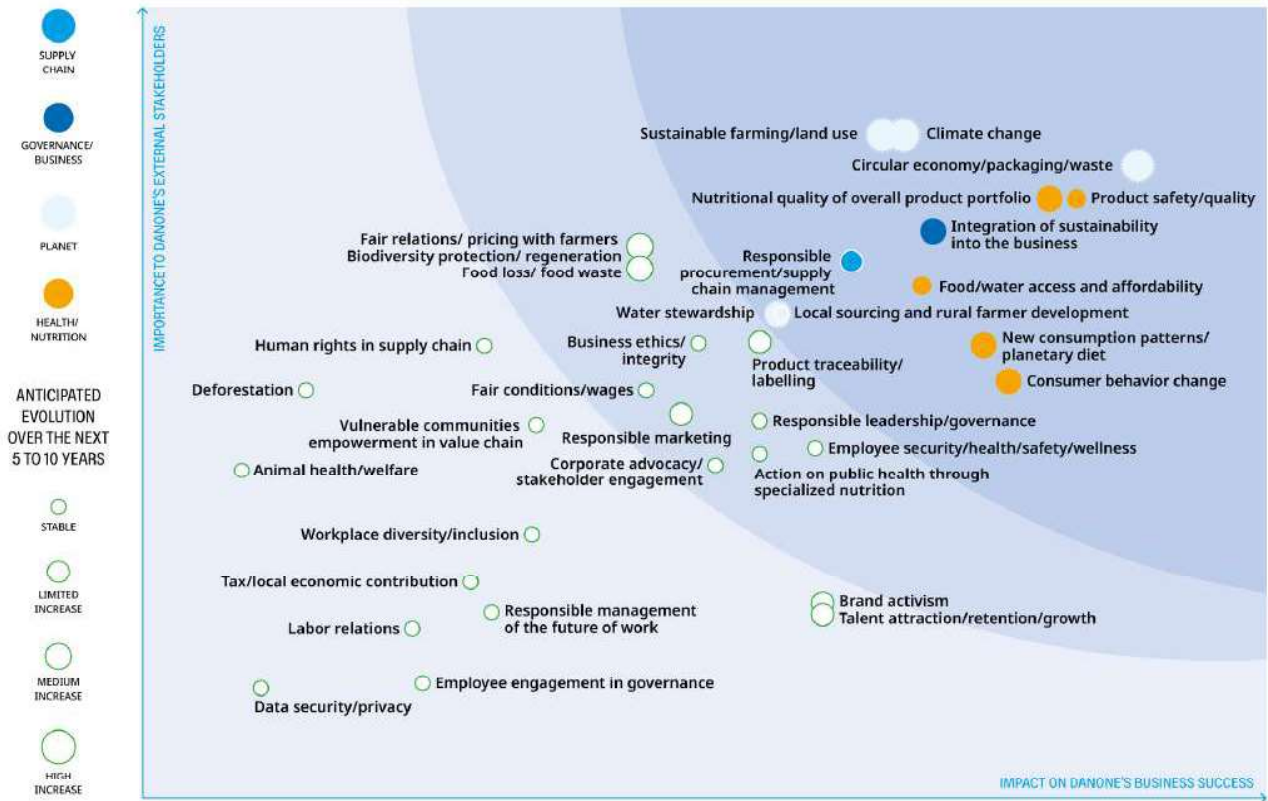 SUPPLY
CHAIN
GOVERNANCE/
BUSINESS
PLANET
HEALTH/
NUTRITION
ANTICIPATED
EVOLUTION
OVER THE NEXT
5 TO 10 YEARS
STABLE
LIMITED
INCREASE
MEDIUM
INCREASE
HIGH
INCREASE
IMPORTANCE TO DANONE'S EXTERNAL STAKEHOLDERS
Sustainable farming/land use
Climate change
Circular economy/packaging/waste
Nutritional quality of overall product portfolio
Product safety/quality
Integration of sustainability
into the business
Fair relations/ pricing with farmers
Biodiversity protection/ regeneration
Food loss/ food waste
Responsible
procurement/supply
chain management
Food/water access and affordability
Water stewardship
Local sourcing and rural farmer development
Human rights in supply chain
Business ethics/
integrity
Product traceability/
labelling
New consumption patterns/
planetary diet
Consumer behavior change
Deforestation
Fair conditions/wages
Vulnerable communities
empowerment in value chain
Responsible marketing
Responsible leadership/governance
Employee security/health/safety/wellness
Animal health/welfare
Corporate advocacy/
stakeholder engagement
Action on public health through
specialized nutrition
Workplace diversity/inclusion
Tax/local economic contribution
Responsible management
of the future of work
Labor relations
Brand activism
Talent attraction/retention/growth
Employee engagement in governance
Data security/privacy
IMPACT ON DANONE'S BUSINESS SUCCESS